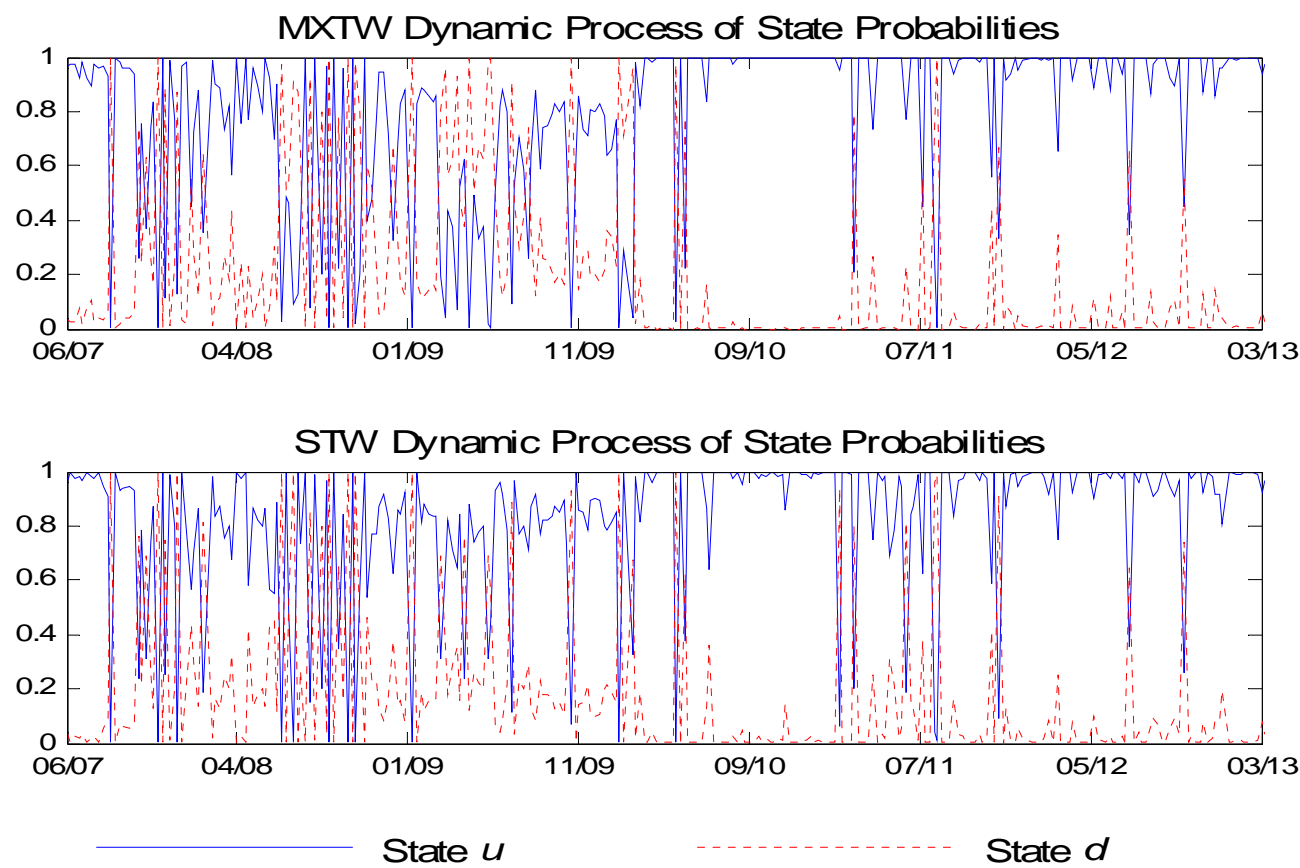 MXTW Dynamic Process of State Probabilities
1
0.8
0.6
0.4
0.2
0
06/07 04/08 01/09 11/09 09/10 07/11 05/12 03/13
STW Dynamic Process of State Probabilities
1
0.8
0.6
0.4
0.2
0
06/07 04/08 01/09 11/09 09/10 07/11 05/12 03/13
State u State d